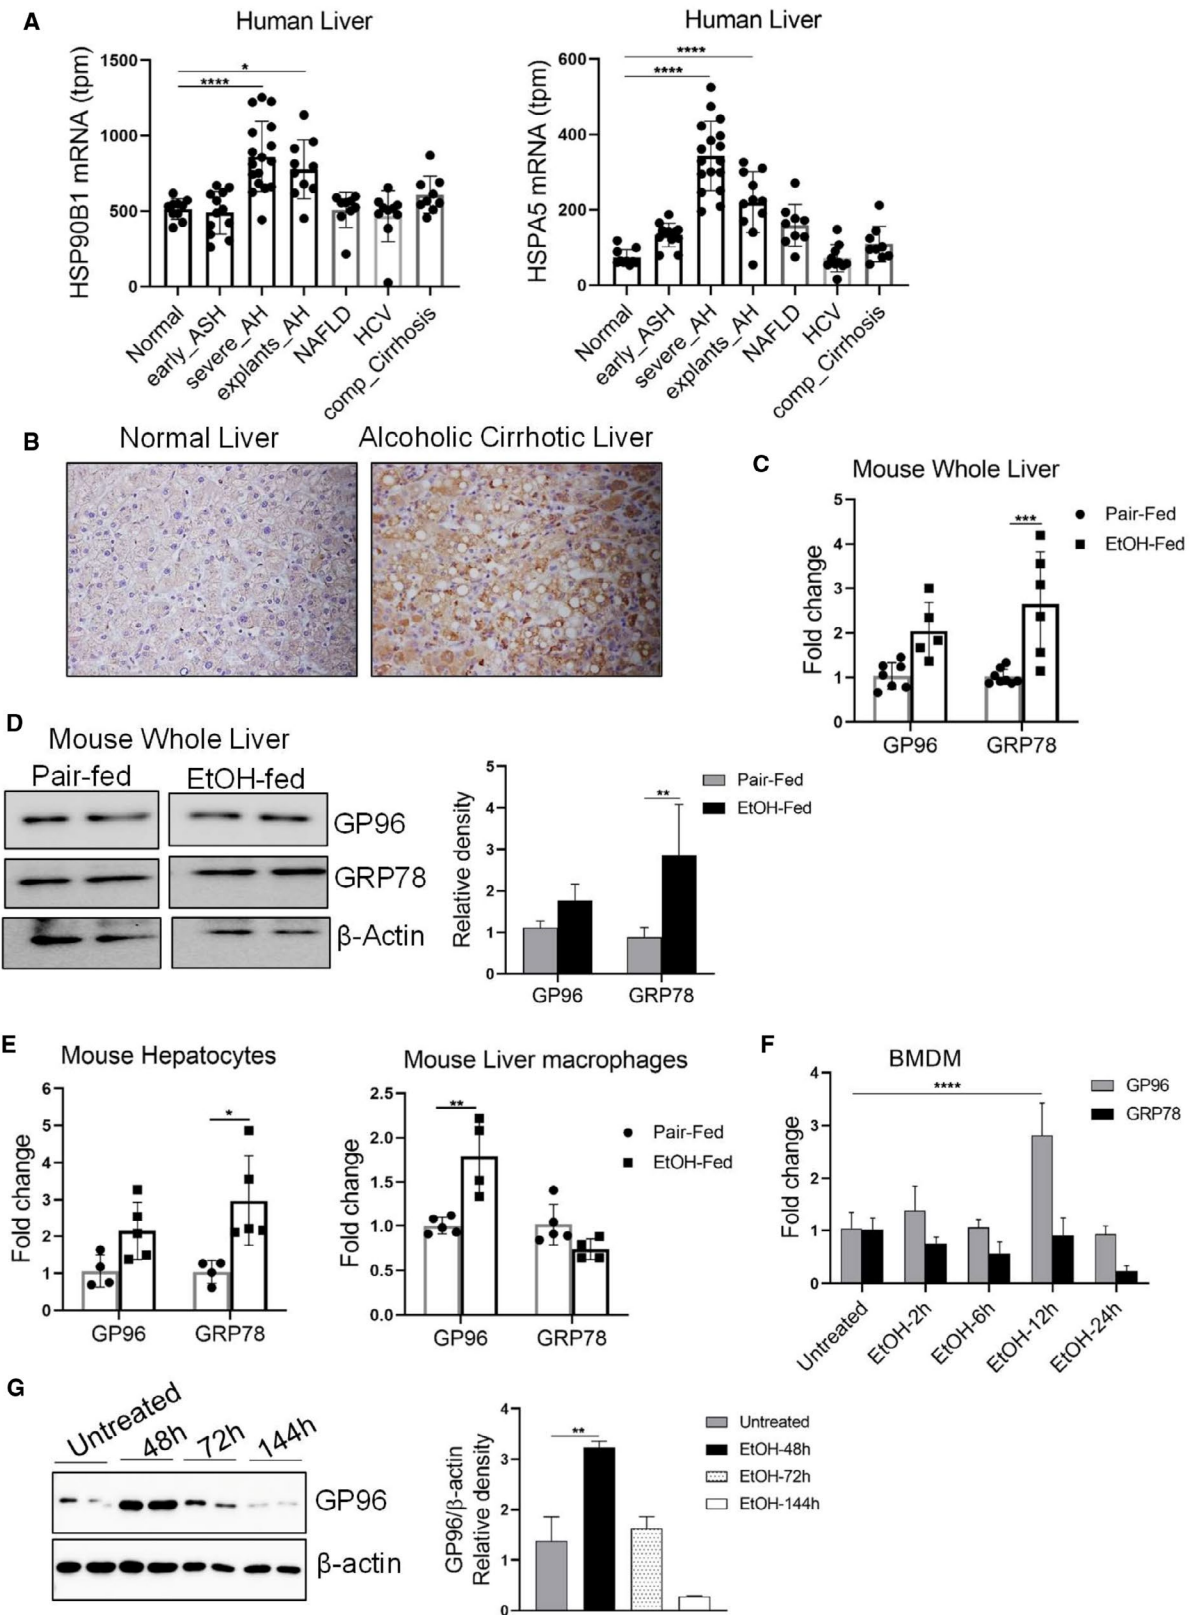 A
Human Liver
HSP90B1 mRNA (tpm)
1500
1000
500
0
*
****
Normal
early_ASH
severe_AH
explants_AH
NAFLD
HCV
comp_Cirrhosis
Human Liver
HSPA5 mRNA (tpm)
600
400
200
0
****
****
Normal
early_ASH
severe_AH
explants_AH
NAFLD
HCV
comp_Cirrhosis
B
Normal Liver
Alcoholic Cirrhotic Liver
C
Mouse Whole Liver
Fold change
5
4
3
2
1
0
***
GP96
GRP78
Pair-Fed
EtOH-Fed
D
Mouse Whole Liver
Pair-fed
EtOH-fed
GP96
GRP78
β-Actin
Relative density
5
4
3
2
1
0
**
GP96
GRP78
Pair-Fed
EtOH-Fed
E
Mouse Hepatocytes
Fold change
6
5
4
3
2
1
0
*
GP96
GRP78
Mouse Liver macrophages
Fold change
2.5
2.0
1.5
1.0
0.5
0.0
**
GP96
GRP78
Pair-Fed
EtOH-Fed
F
BMDM
Fold change
4
3
2
1
0
****
Untreated
EtOH-2h
EtOH-6h
EtOH-12h
EtOH-24h
GP96
GRP78
G
Untreated
48h
72h
144h
GP96
β-actin
GP96/β-actin
Relative density
4
3
2
1
0
**
Untreated
EtOH-48h
EtOH-72h
EtOH-144h